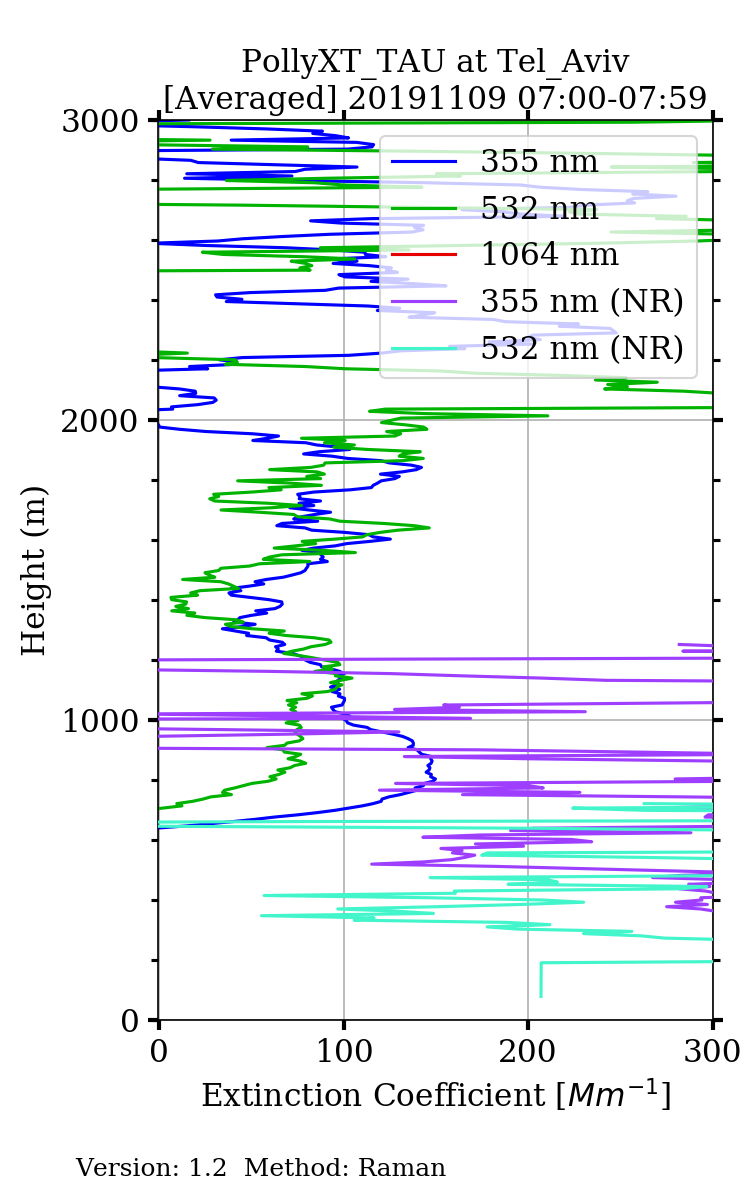 PollyXT_TAU at Tel_Aviv
[Averaged] 20191109 07:00-07:59
3000
2000
1000
0
Height (m)
355 nm
532 nm
1064 nm
355 nm (NR)
532 nm (NR)
0 100 200 300
Extinction Coefficient [Mm⁻¹]
Version: 1.2 Method: Raman